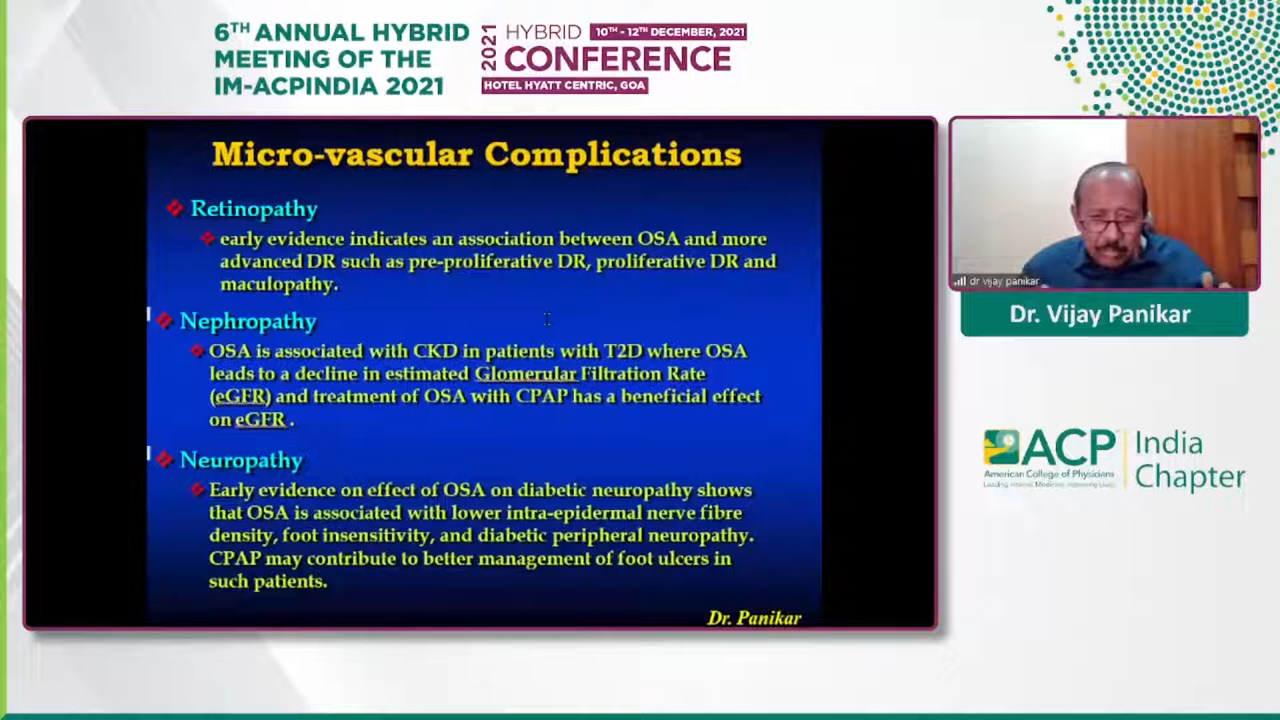 6TH ANNUAL HYBRID
MEETING OF THE
IM-ACPINDIA 2021
2021
HYBRID 10TH - 12TH DECEMBER, 2021
CONFERENCE
HOTEL HYATT CENTRIC, GOA
Micro-vascular Complications
Retinopathy
early evidence indicates an association between OSA and more
advanced DR such as pre-proliferative DR, proliferative DR and
maculopathy.
Nephropathy
OSA is associated with CKD in patients with T2D where OSA
leads to a decline in estimated Glomerular Filtration Rate
(eGFR) and treatment of OSA with CPAP has a beneficial effect
on eGFR .
Neuropathy
Early evidence on effect of OSA on diabetic neuropathy shows
that OSA is associated with lower intra-epidermal nerve fibre
density, foot insensitivity, and diabetic peripheral neuropathy.
CPAP may contribute to better management of foot ulcers in
such patients.
Dr. Panikar
dr vijay panikar
Dr. Vijay Panikar
ACP
American College of Physicians
Leading Internal Medicine, Improving Lives
India
Chapter